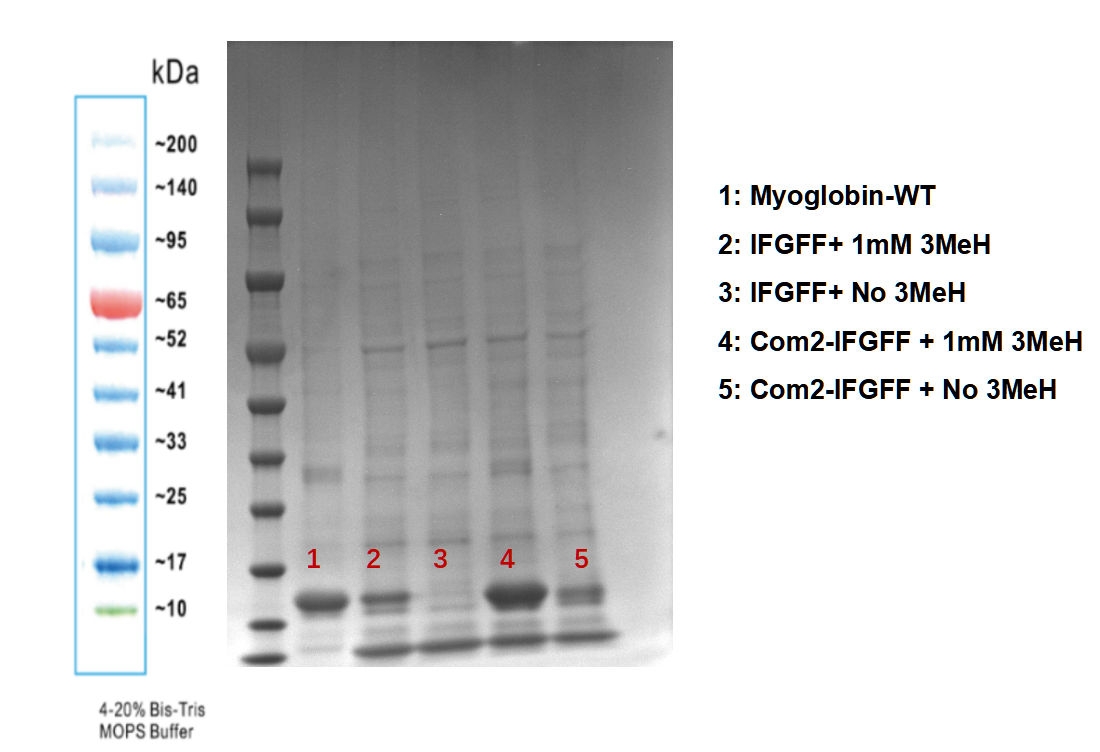 kDa
~200
~140
~95
~65
~52
~41
~33
~25
~17
~10
4-20% Bis-Tris
MOPS Buffer
1 2 3 4 5
1: Myoglobin-WT
2: IFGFF+ 1mM 3MeH
3: IFGFF+ No 3MeH
4: Com2-IFGFF + 1mM 3MeH
5: Com2-IFGFF + No 3MeH